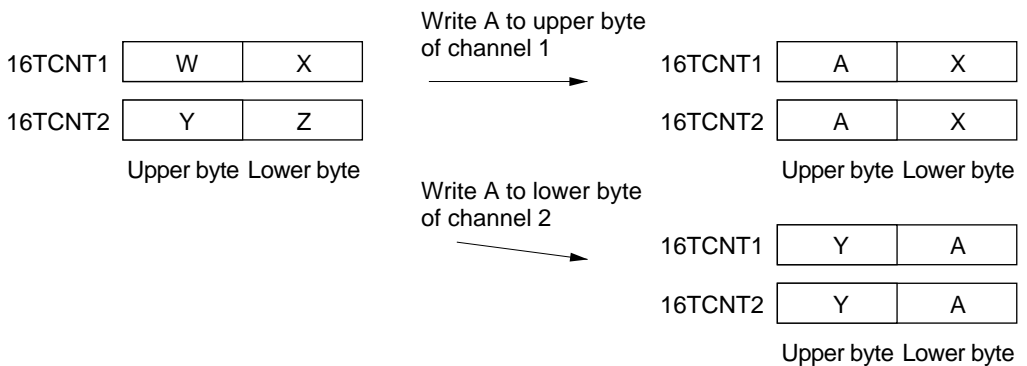 Write A to upper byte
of channel 1
16TCNT1 W X
16TCNT2 Y Z
Upper byte Lower byte
16TCNT1 A X
16TCNT2 A X
Upper byte Lower byte
Write A to lower byte
of channel 2
16TCNT1 Y A
16TCNT2 Y A
Upper byte Lower byte